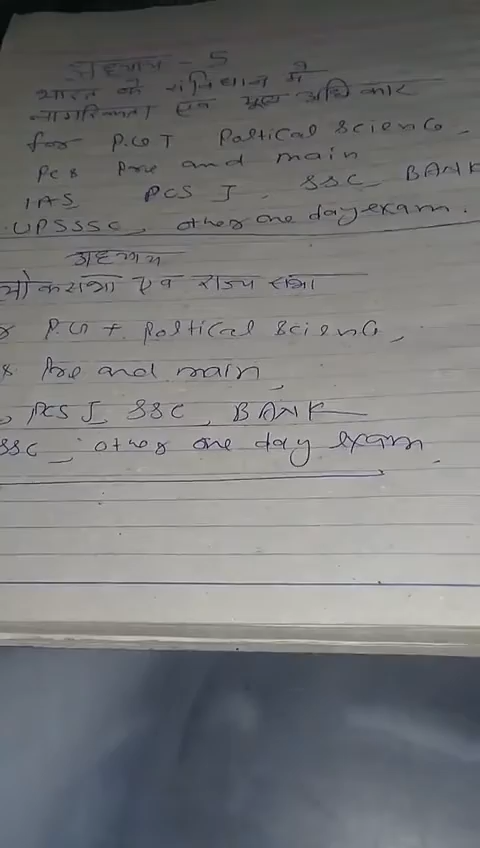 अध्याय - 5
भारत के संविधान में
नागरिकता एवं मूल अधिकार
for P.G T Poltical Science,
PCS Pre and main
IAS, PCS J, SSC, BANK
UPSSSC, other one day exam.
अध्याय
लोकसभा एवं राज्य सभा
P.G T. Poltical Science,
Pre and main,
PCS J, SSC, BANK
SSC, other one day exam.